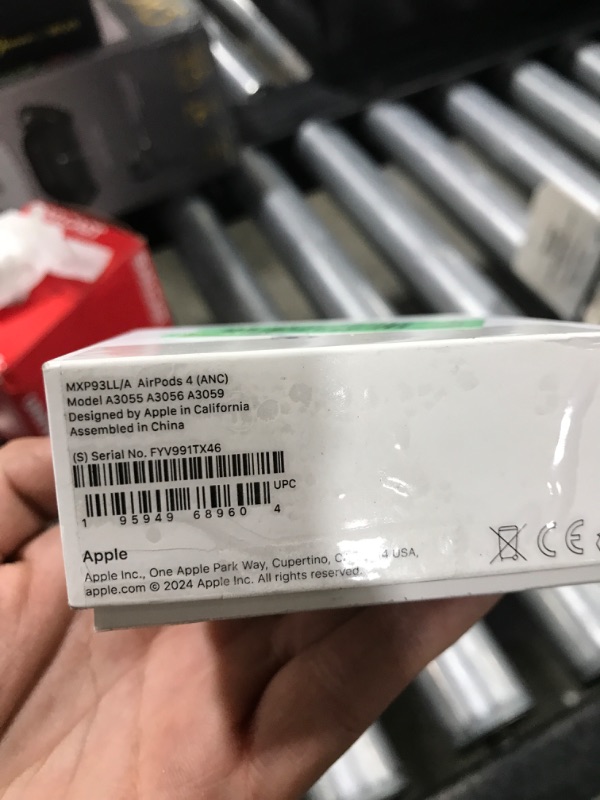 MXP93LL/A AirPods 4 (ANC)
Model A3055 A3056 A3059
Designed by Apple in California
Assembled in China
(S) Serial No. FYV991TX46
UPC
1 95949 68960 4
Apple
Apple Inc., One Apple Park Way, Cupertino, USA,
apple.com © 2024 Apple Inc. All rights reserved.
CE